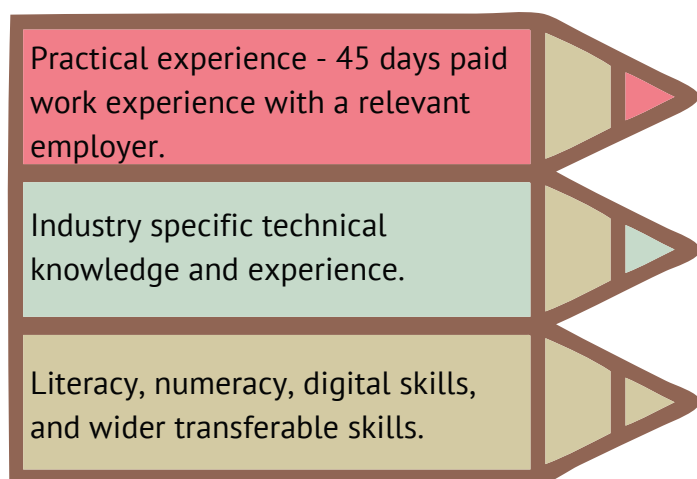 Practical experience - 45 days paid
work experience with a relevant
employer.
Industry specific technical
knowledge and experience.
Literacy, numeracy, digital skills,
and wider transferable skills.